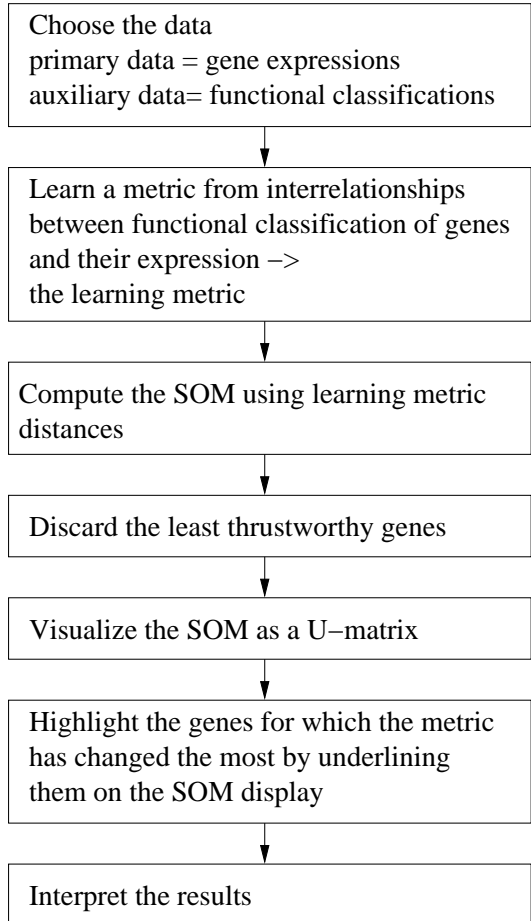 Choose the data
primary data = gene expressions
auxiliary data= functional classifications
Learn a metric from interrelationships
between functional classification of genes
and their expression −>
the learning metric
Compute the SOM using learning metric
distances
Discard the least thrustworthy genes
Visualize the SOM as a U−matrix
Highlight the genes for which the metric
has changed the most by underlining
them on the SOM display
Interpret the results